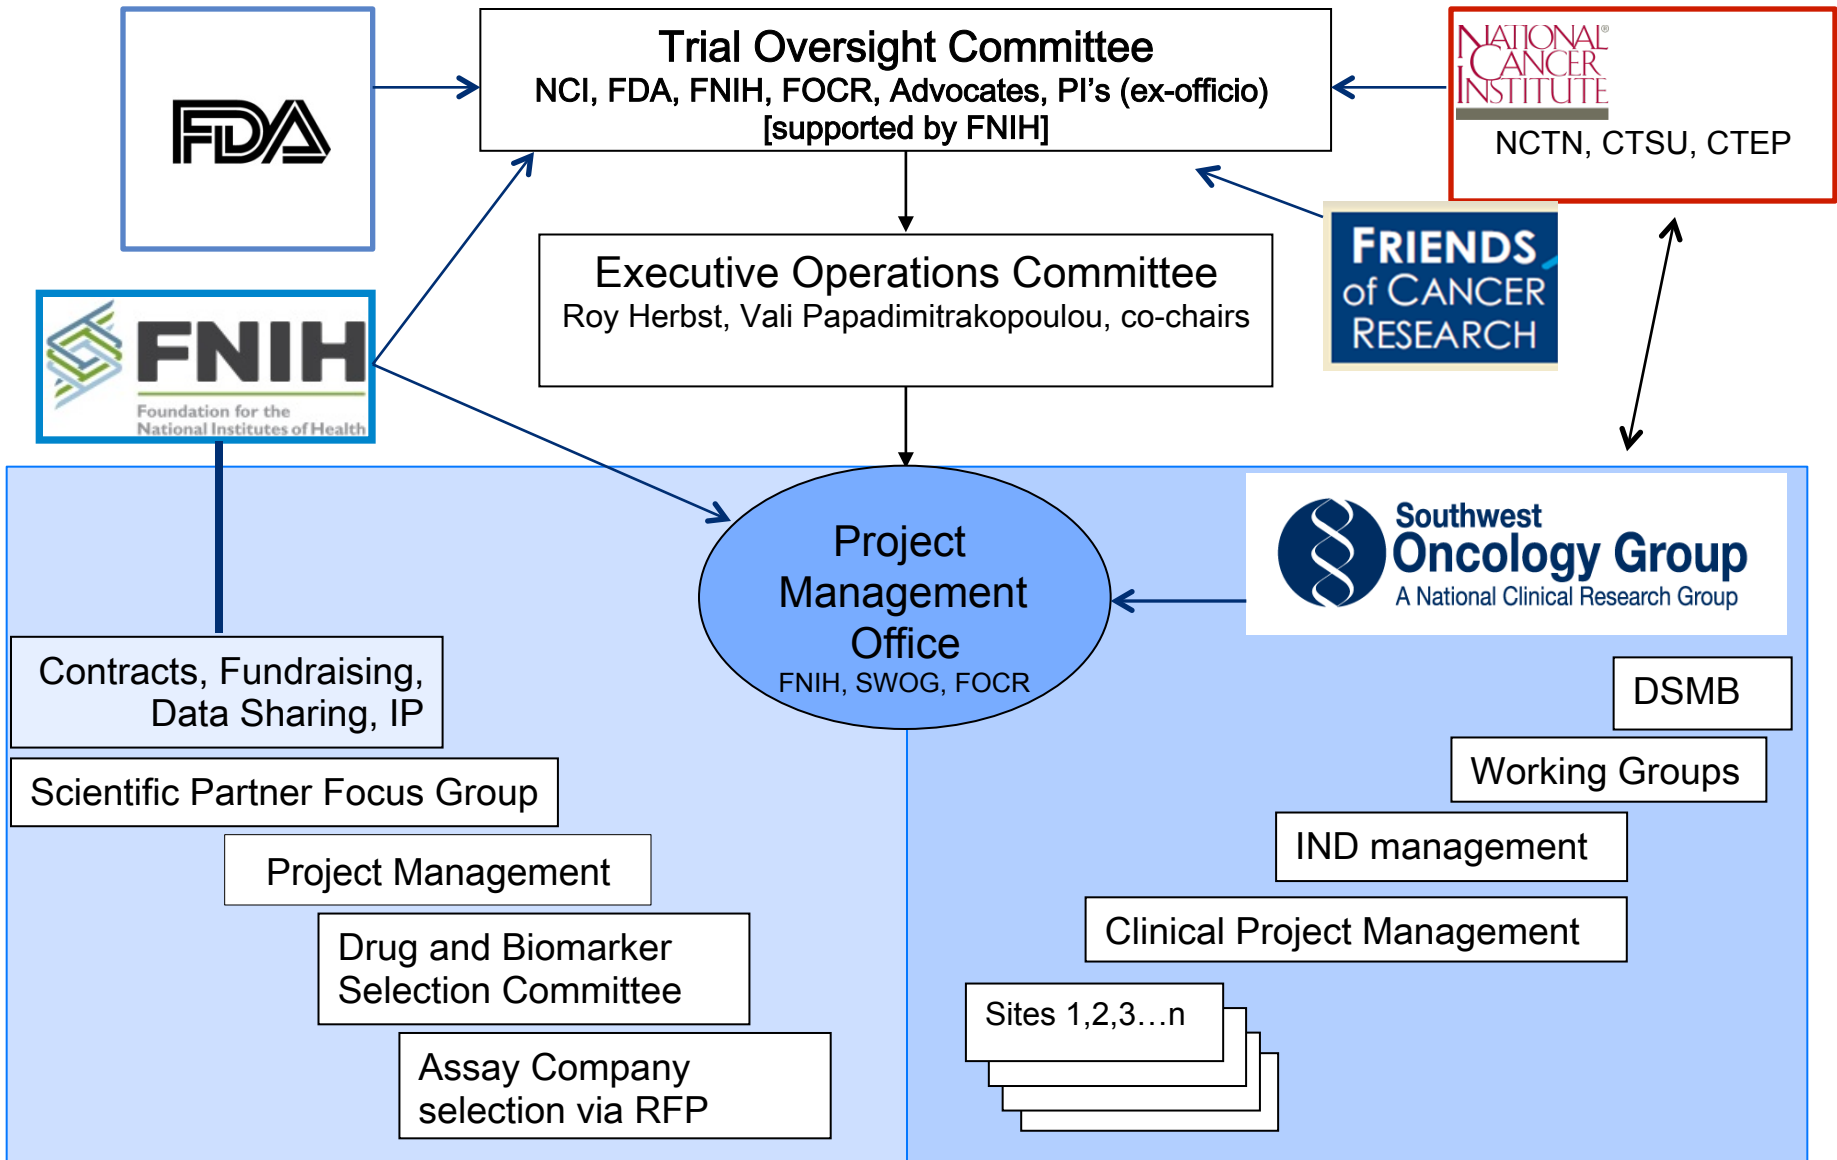 FDA
Trial Oversight Committee
NCI, FDA, FNIH, FOCR, Advocates, PI's (ex-officio)
[supported by FNIH]
NATIONAL®
CANCER
INSTITUTE
NCTN, CTSU, CTEP
Executive Operations Committee
Roy Herbst, Vali Papadimitrakopoulou, co-chairs
FRIENDS
of CANCER
RESEARCH
FNIH
Foundation for the
National Institutes of Health
Project
Management
Office
FNIH, SWOG, FOCR
Southwest
Oncology Group
A National Clinical Research Group
Contracts, Fundraising,
Data Sharing, IP
Scientific Partner Focus Group
Project Management
Drug and Biomarker
Selection Committee
Assay Company
selection via RFP
DSMB
Working Groups
IND management
Clinical Project Management
Sites 1,2,3…n